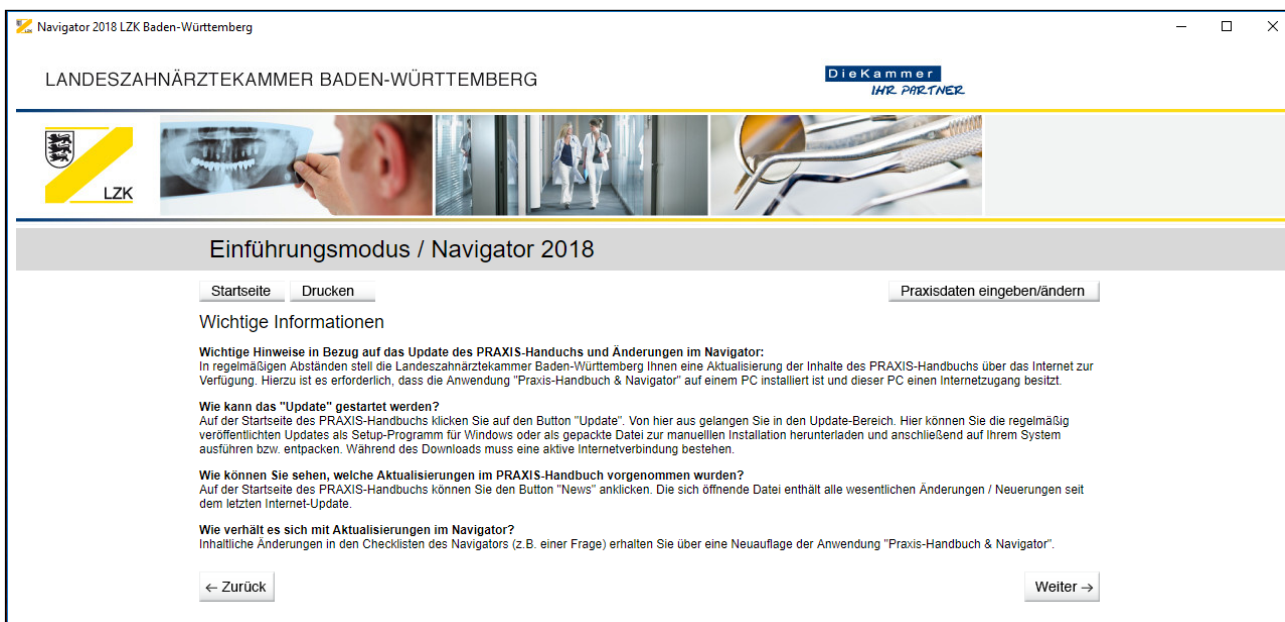 Navigator 2018 LZK Baden-Württemberg
LANDESZAHNÄRZTEKAMMER BADEN-WÜRTTEMBERG
DieKammer
IHR PARTNER
LZK
Einführungsmodus / Navigator 2018
Startseite Drucken Praxisdaten eingeben/ändern
Wichtige Informationen
Wichtige Hinweise in Bezug auf das Update des PRAXIS-Handuchs und Änderungen im Navigator:
In regelmäßigen Abständen stell die Landeszahnärztekammer Baden-Württemberg Ihnen eine Aktualisierung der Inhalte des PRAXIS-Handbuchs über das Internet zur
Verfügung. Hierzu ist es erforderlich, dass die Anwendung "Praxis-Handbuch & Navigator" auf einem PC installiert ist und dieser PC einen Internetzugang besitzt.
Wie kann das "Update" gestartet werden?
Auf der Startseite des PRAXIS-Handbuchs klicken Sie auf den Button "Update". Von hier aus gelangen Sie in den Update-Bereich. Hier können Sie die regelmäßig
veröffentlichten Updates als Setup-Programm für Windows oder als gepackte Datei zur manuelllen Installation herunterladen und anschließend auf Ihrem System
ausführen bzw. entpacken. Während des Downloads muss eine aktive Internetverbindung bestehen.
Wie können Sie sehen, welche Aktualisierungen im PRAXIS-Handbuch vorgenommen wurden?
Auf der Startseite des PRAXIS-Handbuchs können Sie den Button "News" anklicken. Die sich öffnende Datei enthält alle wesentlichen Änderungen / Neuerungen seit
dem letzten Internet-Update.
Wie verhält es sich mit Aktualisierungen im Navigator?
Inhaltliche Änderungen in den Checklisten des Navigators (z.B. einer Frage) erhalten Sie über eine Neuauflage der Anwendung "Praxis-Handbuch & Navigator".
← Zurück Weiter →